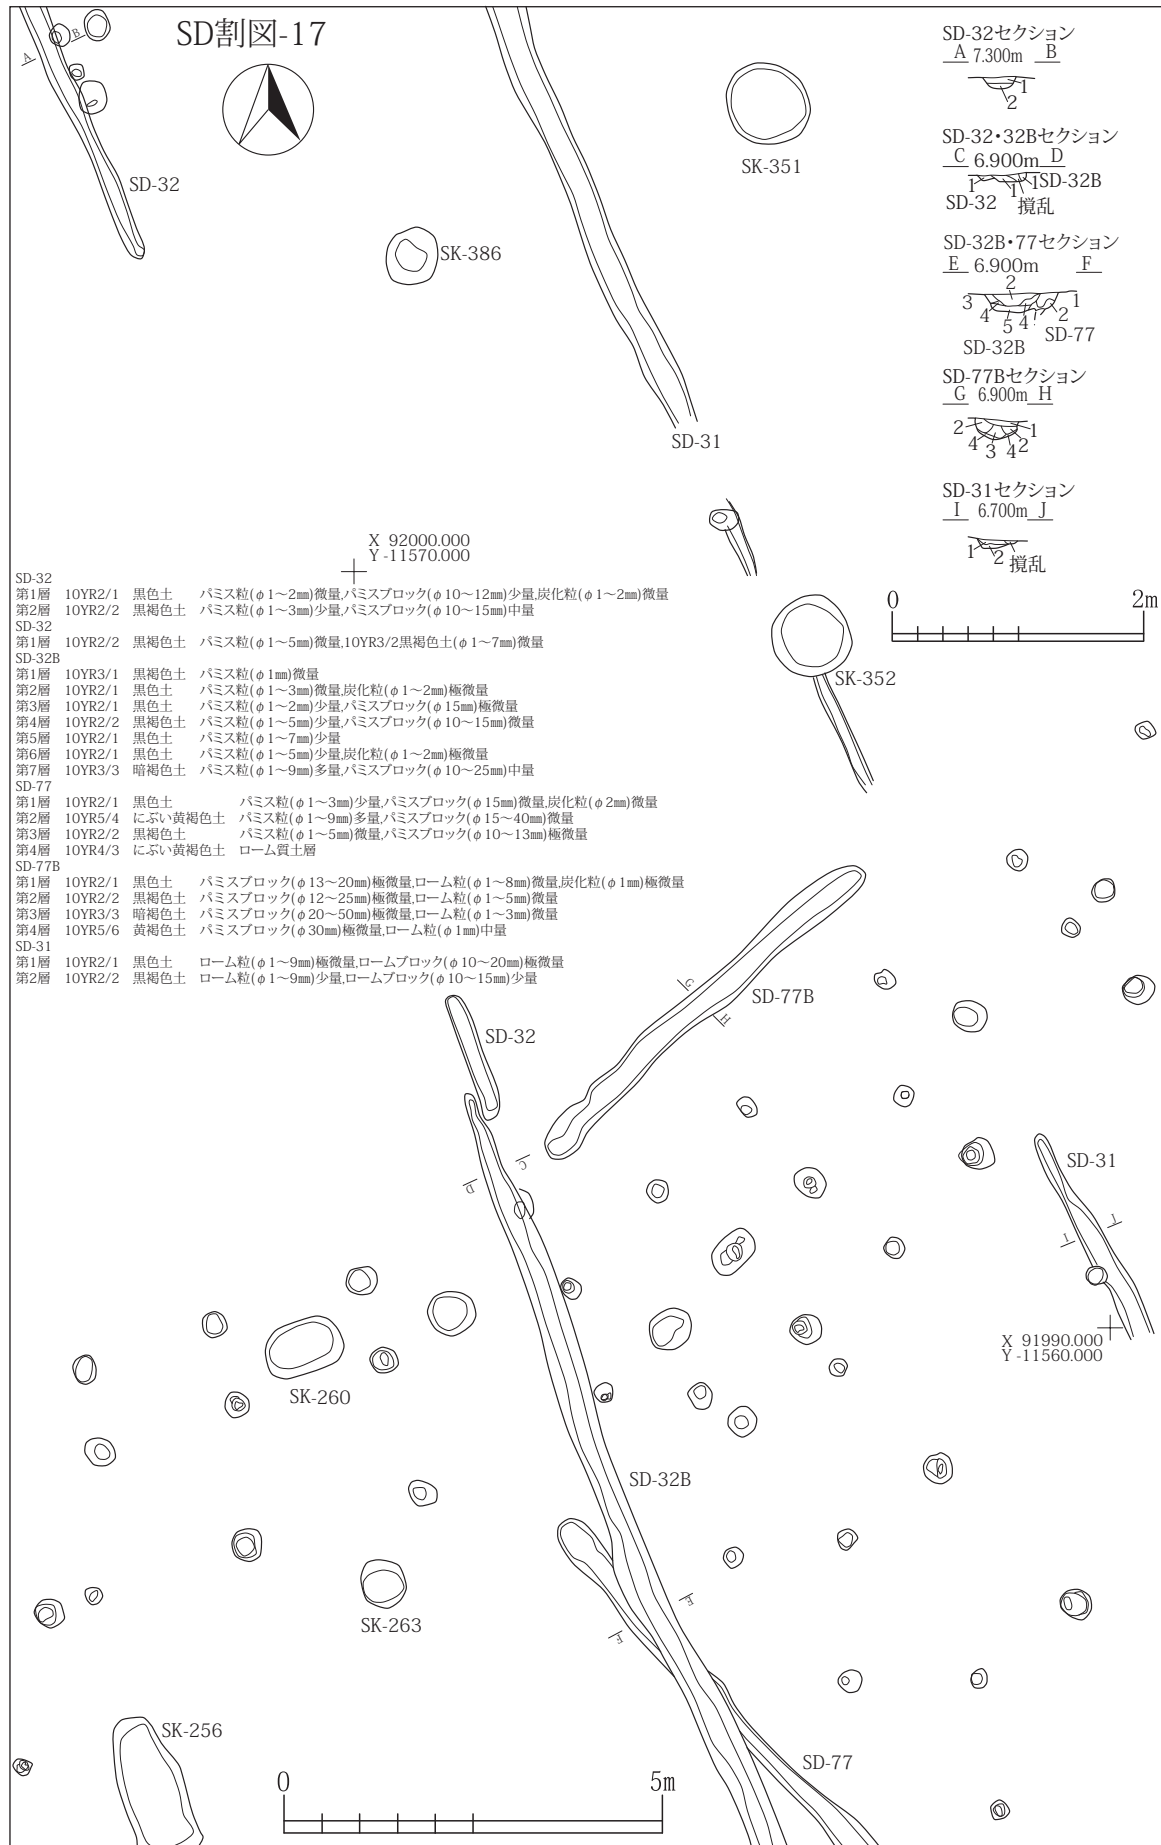 SD割図-17
A
B
SD-32
SK-386
SK-351
SD-31
SD-32セクション
A 7.300m B
1
2
SD-32・32Bセクション
C 6.900m D
1 1 1 SD-32B
SD-32 撹乱
SD-32B・77セクション
E 6.900m F
2
3 1
4 5 4 2
SD-77
SD-32B
SD-77Bセクション
G 6.900m H
2 1
4 3 4 2
SD-31セクション
I 6.700m J
1 2 撹乱
0 2m
X 92000.000
Y -11570.000
SK-352
SD-32
第1層 10YR2/1 黒色土 パミス粒(φ1～2㎜)微量,パミスブロック(φ10～12㎜)少量,炭化粒(φ1～2㎜)微量
第2層 10YR2/2 黒褐色土 パミス粒(φ1～3㎜)少量,パミスブロック(φ10～15㎜)中量
SD-32
第1層 10YR2/2 黒褐色土 パミス粒(φ1～5㎜)微量,10YR3/2黒褐色土(φ1～7㎜)微量
SD-32B
第1層 10YR3/1 黒褐色土 パミス粒(φ1㎜)微量
第2層 10YR2/1 黒色土 パミス粒(φ1～3㎜)微量,炭化粒(φ1～2㎜)極微量
第3層 10YR2/1 黒色土 パミス粒(φ1～2㎜)少量,パミスブロック(φ15㎜)極微量
第4層 10YR2/2 黒褐色土 パミス粒(φ1～5㎜)少量,パミスブロック(φ10～15㎜)微量
第5層 10YR2/1 黒色土 パミス粒(φ1～7㎜)少量
第6層 10YR2/1 黒色土 パミス粒(φ1～5㎜)少量,炭化粒(φ1～2㎜)極微量
第7層 10YR3/3 暗褐色土 パミス粒(φ1～9㎜)多量,パミスブロック(φ10～25㎜)中量
SD-77
第1層 10YR2/1 黒色土 パミス粒(φ1～3㎜)少量,パミスブロック(φ15㎜)微量,炭化粒(φ2㎜)微量
第2層 10YR5/4 にぶい黄褐色土 パミス粒(φ1～9㎜)多量,パミスブロック(φ15～40㎜)微量
第3層 10YR2/2 黒褐色土 パミス粒(φ1～5㎜)微量,パミスブロック(φ10～13㎜)極微量
第4層 10YR4/3 にぶい黄褐色土 ローム質土層
SD-77B
第1層 10YR2/1 黒色土 パミスブロック(φ13～20㎜)極微量,ローム粒(φ1～8㎜)微量,炭化粒(φ1㎜)極微量
第2層 10YR2/2 黒褐色土 パミスブロック(φ12～25㎜)極微量,ローム粒(φ1～5㎜)微量
第3層 10YR3/3 暗褐色土 パミスブロック(φ20～50㎜)極微量,ローム粒(φ1～3㎜)微量
第4層 10YR5/6 黄褐色土 パミスブロック(φ30㎜)極微量,ローム粒(φ1㎜)中量
SD-31
第1層 10YR2/1 黒色土 ローム粒(φ1～9㎜)極微量,ロームブロック(φ10～20㎜)極微量
第2層 10YR2/2 黒褐色土 ローム粒(φ1～9㎜)少量,ロームブロック(φ10～15㎜)少量
G
SD-77B
H
SD-32
C
D
SD-31
J
I
X 91990.000
Y -11560.000
SK-260
SD-32B
SK-263
E
F
SK-256
SD-77
0 5m